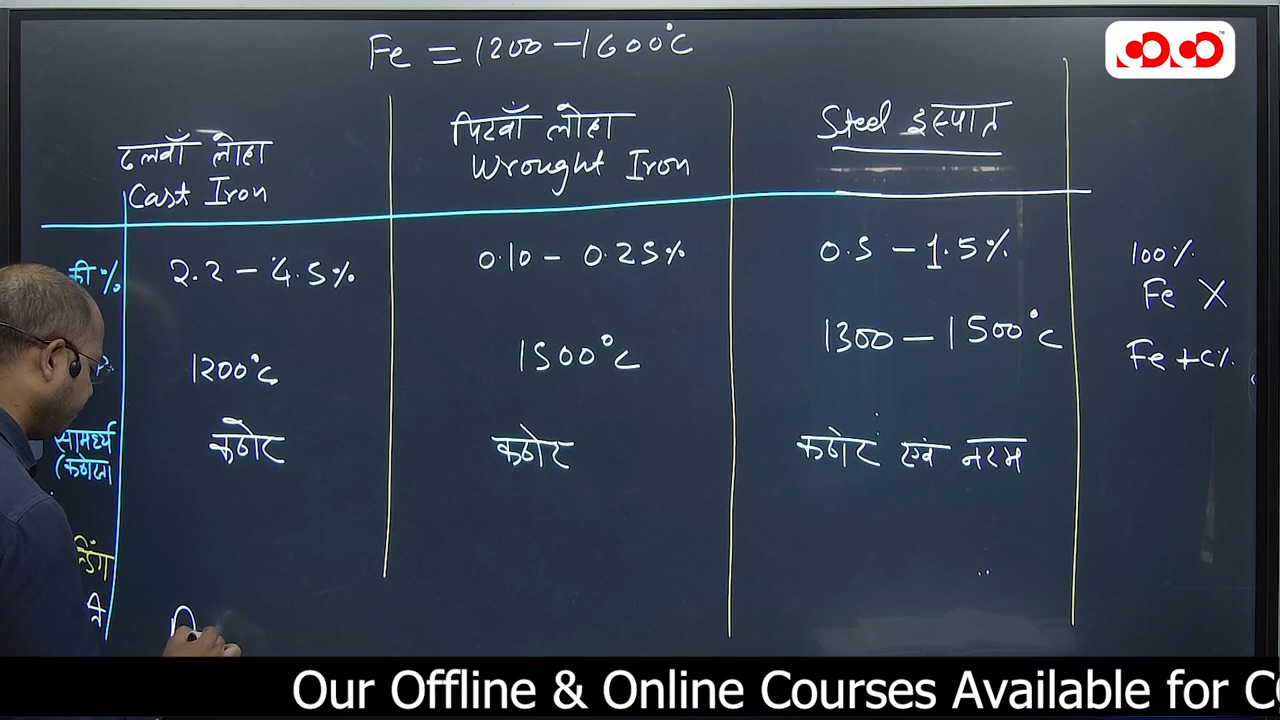 Fe = 1200 – 1600°C
ढलवाँ लोहा
Cast Iron
पिटवाँ लोहा
Wrought Iron
Steel इस्पात
की %
2.2 – 4.5%
0.10 – 0.25%
0.5 – 1.5%
100%
Fe X
1200°C
1500°C
1300 – 1500°C
Fe + C%
सामर्थ्य
(कठोरता
कठोर
कठोर
कठोर एवं नरम
Our Offline & Online Courses Available for